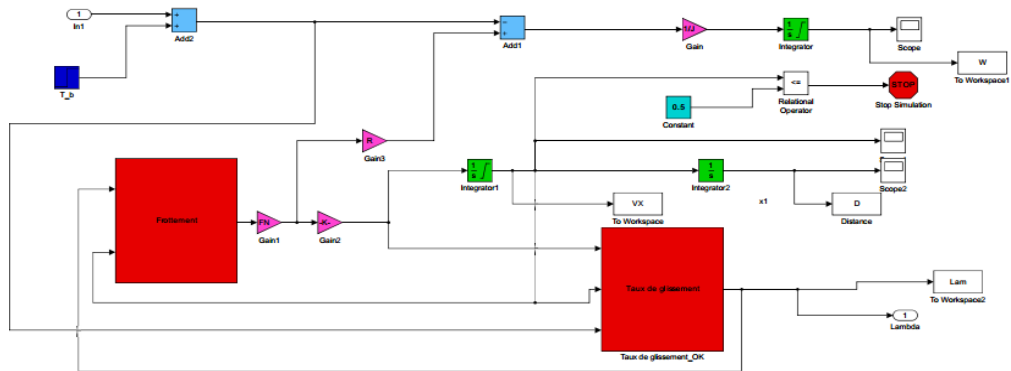 1
In1
+
+
Add2
T_b
−
+
Add1
1/J
Gain
1
s
Integrator
Scope
W
To Workspace1
<=
Relational
Operator
STOP
Stop Simulation
0.5
Constant
R
Gain3
Frottement
FN
Gain1
-K-
Gain2
1
s
Integrator1
VX
To Workspace
1
s
Integrator2
x1
Scope2
D
Distance
Taux de glissement
Taux de glissement_OK
Lam
To Workspace2
1
Lambda